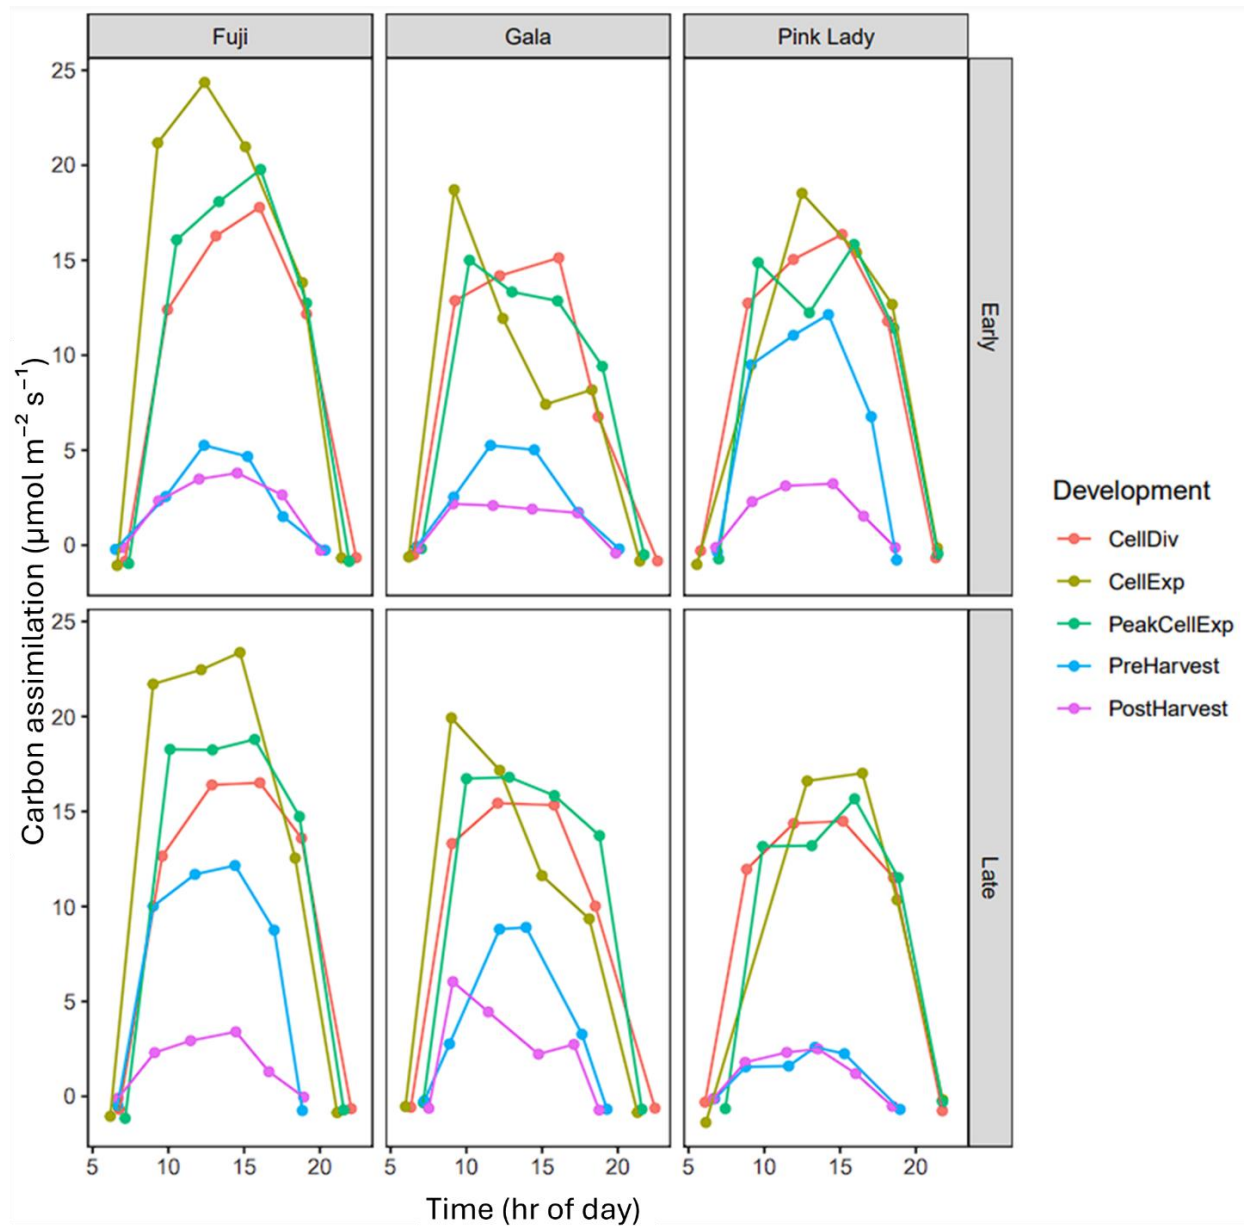 Fuji
Gala
Pink Lady
25
20
15
10
5
0
Early
25
20
15
10
5
0
Late
5 10 15 20
5 10 15 20
5 10 15 20
Carbon assimilation (μmol m⁻² s⁻¹)
Time (hr of day)
Development
CellDiv
CellExp
PeakCellExp
PreHarvest
PostHarvest